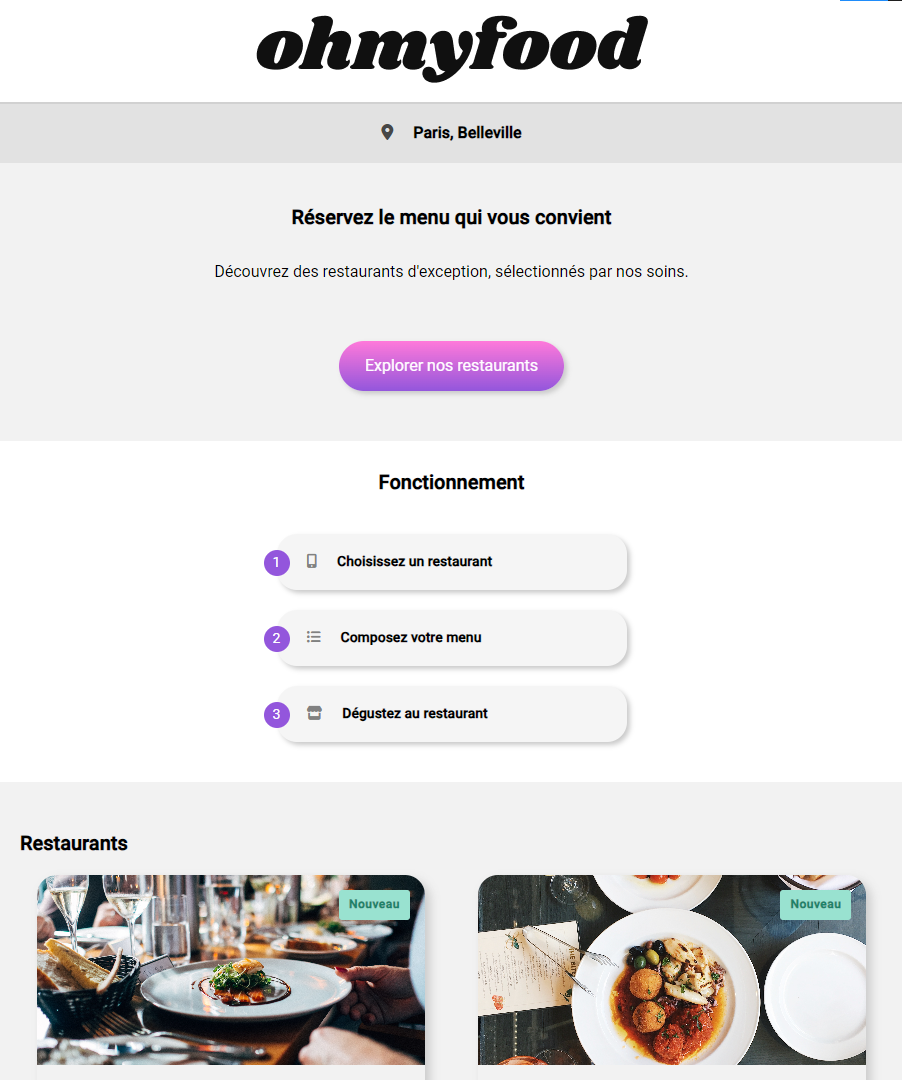 ohmyfood
Paris, Belleville
Réservez le menu qui vous convient
Découvrez des restaurants d'exception, sélectionnés par nos soins.
Explorer nos restaurants
Fonctionnement
1 Choisissez un restaurant
2 Composez votre menu
3 Dégustez au restaurant
Restaurants
Nouveau Nouveau